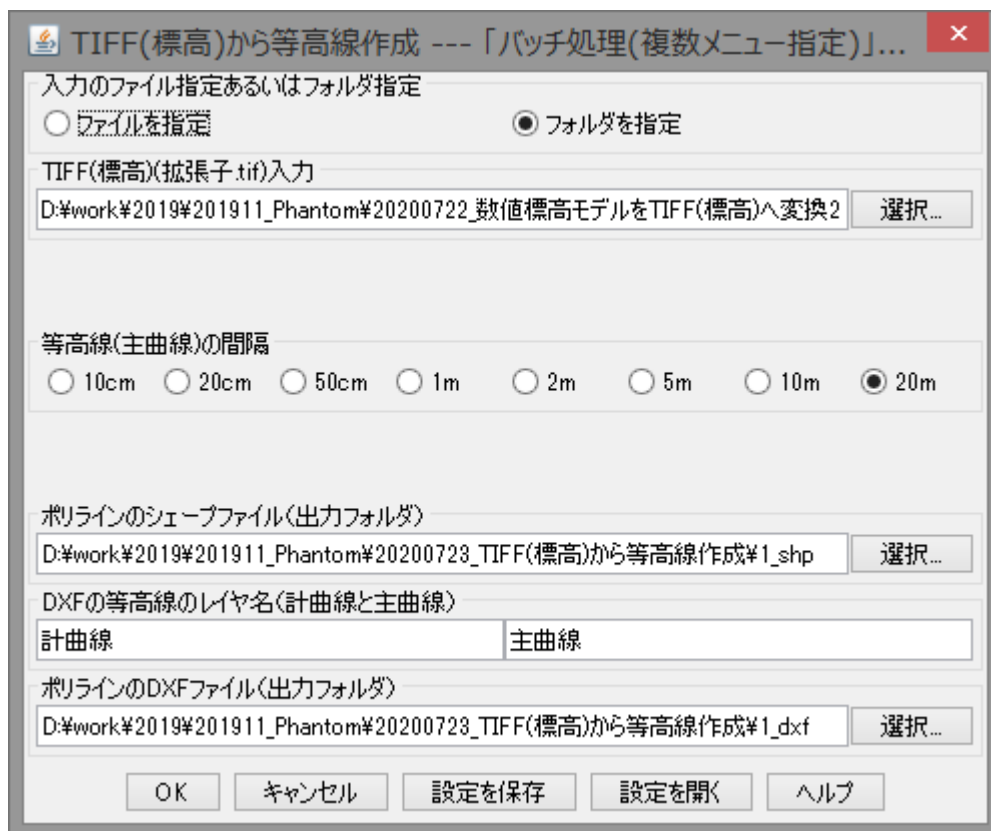 TIFF(標高)から等高線作成 --- 「バッチ処理(複数メニュー指定)」...
入力のファイル指定あるいはフォルダ指定
ファイルを指定 フォルダを指定
TIFF(標高)(拡張子.tif)入力
D:¥work¥2019¥201911_Phantom¥20200722_数値標高モデルをTIFF(標高)へ変換2 選択...
等高線(主曲線)の間隔
10cm 20cm 50cm 1m 2m 5m 10m 20m
ポリラインのシェープファイル(出力フォルダ)
D:¥work¥2019¥201911_Phantom¥20200723_TIFF(標高)から等高線作成¥1_shp 選択...
DXFの等高線のレイヤ名(計曲線と主曲線)
計曲線 主曲線
ポリラインのDXFファイル(出力フォルダ)
D:¥work¥2019¥201911_Phantom¥20200723_TIFF(標高)から等高線作成¥1_dxf 選択...
OK キャンセル 設定を保存 設定を開く ヘルプ